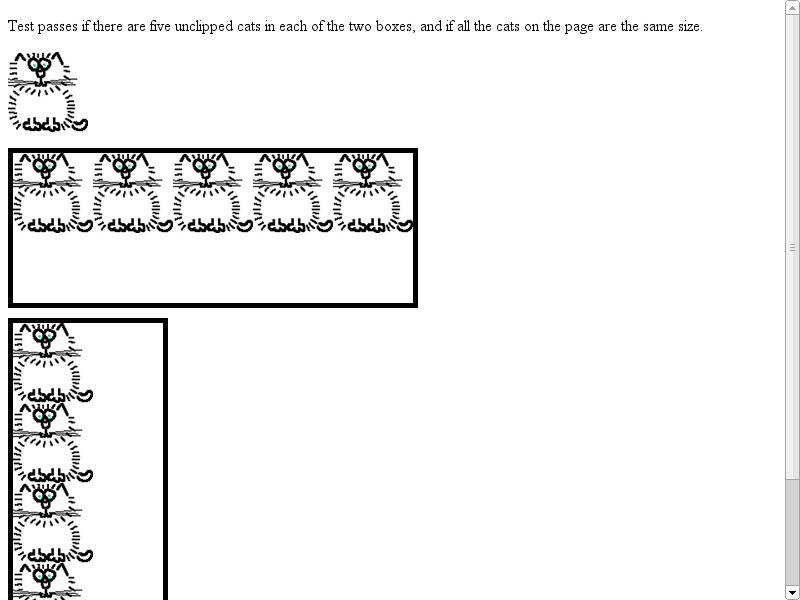 Test passes if there are five unclipped cats in each of the two boxes, and if all the cats on the page are the same size.